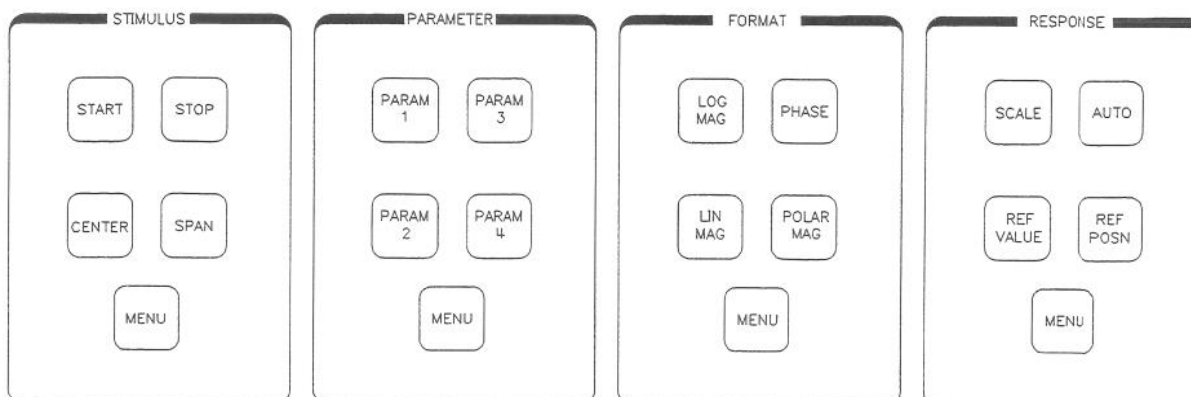 STIMULUS
START
STOP
CENTER
SPAN
MENU
PARAMETER
PARAM
1
PARAM
3
PARAM
2
PARAM
4
MENU
FORMAT
LOG
MAG
PHASE
LIN
MAG
POLAR
MAG
MENU
RESPONSE
SCALE
AUTO
REF
VALUE
REF
POSN
MENU